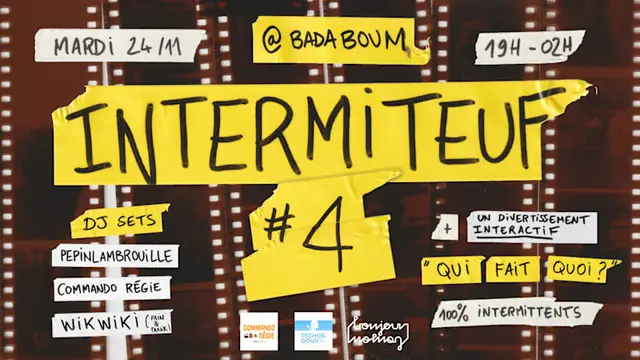 MARDI 24/11
@ BADABOUM
19H - 02H
INTERMITEUF
#4
DJ SETS
PEPINLAMBROUILLE
COMMANDO RÉGIE
WIKWIKI
+
UN DIVERTISSEMENT
INTERACTIF
"QUI FAIT QUOI?"
100% INTERMITTENTS
COMMANDO
RÉGIE
TECHOS.
GOUV
bonjour